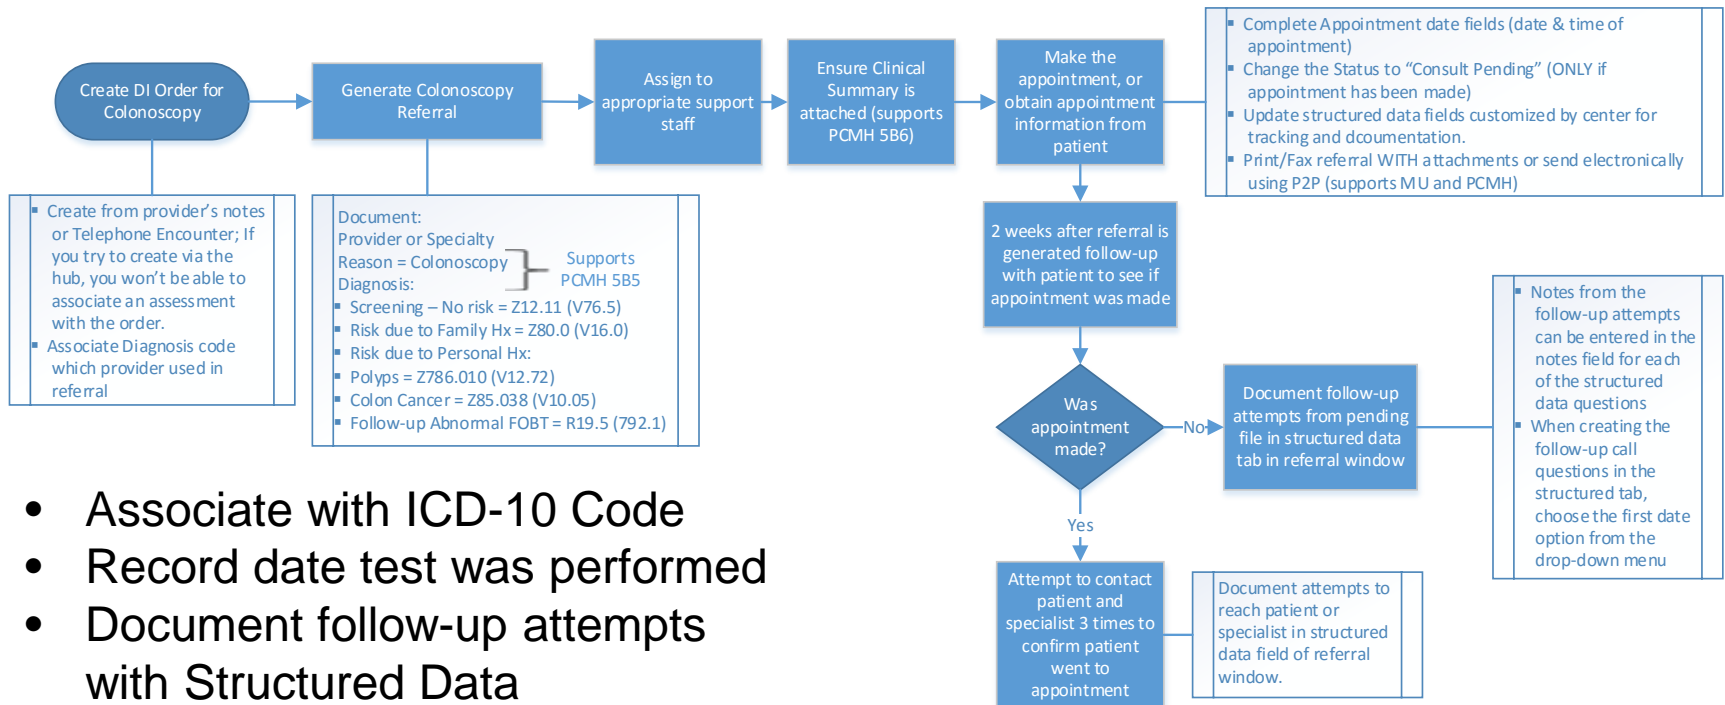 Create DI Order for
Colonoscopy
Generate Colonoscopy
Referral
Assign to
appropriate support
staff
Ensure Clinical
Summary is
attached (supports
PCMH 5B6)
Make the
appointment, or
obtain appointment
information from
patient
▪ Complete Appointment date fields (date & time of
appointment)
▪ Change the Status to “Consult Pending” (ONLY if
appointment has been made)
▪ Update structured data fields customized by center for
tracking and dcoumentation.
▪ Print/Fax referral WITH attachments or send electronically
using P2P (supports MU and PCMH)
▪ Create from provider’s notes
or Telephone Encounter; If
you try to create via the
hub, you won’t be able to
associate an assessment
with the order.
▪ Associate Diagnosis code
which provider used in
referral
Document:
Provider or Specialty
Reason = Colonoscopy
Diagnosis:
▪ Screening – No risk = Z12.11 (V76.5)
▪ Risk due to Family Hx = Z80.0 (V16.0)
▪ Risk due to Personal Hx:
▪ Polyps = Z786.010 (V12.72)
▪ Colon Cancer = Z85.038 (V10.05)
▪ Follow-up Abnormal FOBT = R19.5 (792.1)
Supports
PCMH 5B5
2 weeks after referral is
generated follow-up
with patient to see if
appointment was made
Was
appointment
made?
No
Document follow-up
attempts from pending
file in structured data
tab in referral window
▪ Notes from the
follow-up attempts
can be entered in the
notes field for each
of the structured
data questions
▪ When creating the
follow-up call
questions in the
structured tab,
choose the first date
option from the
drop-down menu
Yes
Attempt to contact
patient and
specialist 3 times to
confirm patient
went to
appointment
Document attempts to
reach patient or
specialist in structured
data field of referral
window.
• Associate with ICD-10 Code
• Record date test was performed
• Document follow-up attempts
with Structured Data